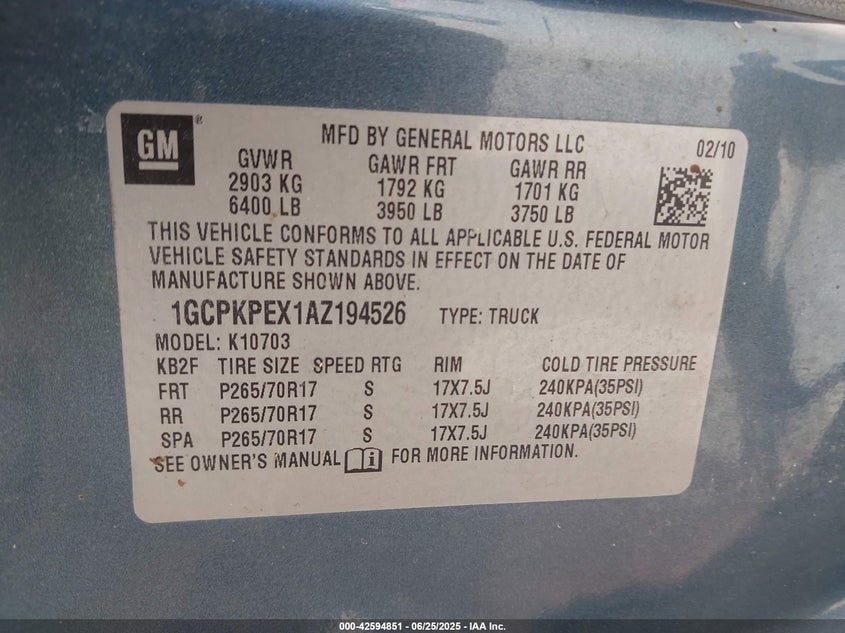 GM®
MFD BY GENERAL MOTORS LLC 02/10
GVWR GAWR FRT GAWR RR
2903 KG 1792 KG 1701 KG
6400 LB 3950 LB 3750 LB
THIS VEHICLE CONFORMS TO ALL APPLICABLE U.S. FEDERAL MOTOR
VEHICLE SAFETY STANDARDS IN EFFECT ON THE DATE OF
MANUFACTURE SHOWN ABOVE.
1GCPKPEX1AZ194526 TYPE: TRUCK
MODEL: K10703
KB2F TIRE SIZE SPEED RTG RIM COLD TIRE PRESSURE
FRT P265/70R17 S 17X7.5J 240KPA(35PSI)
RR P265/70R17 S 17X7.5J 240KPA(35PSI)
SPA P265/70R17 S 17X7.5J 240KPA(35PSI)
SEE OWNER'S MANUAL FOR MORE INFORMATION.
000-42594851 / 06/25/2025 - IAA Inc.